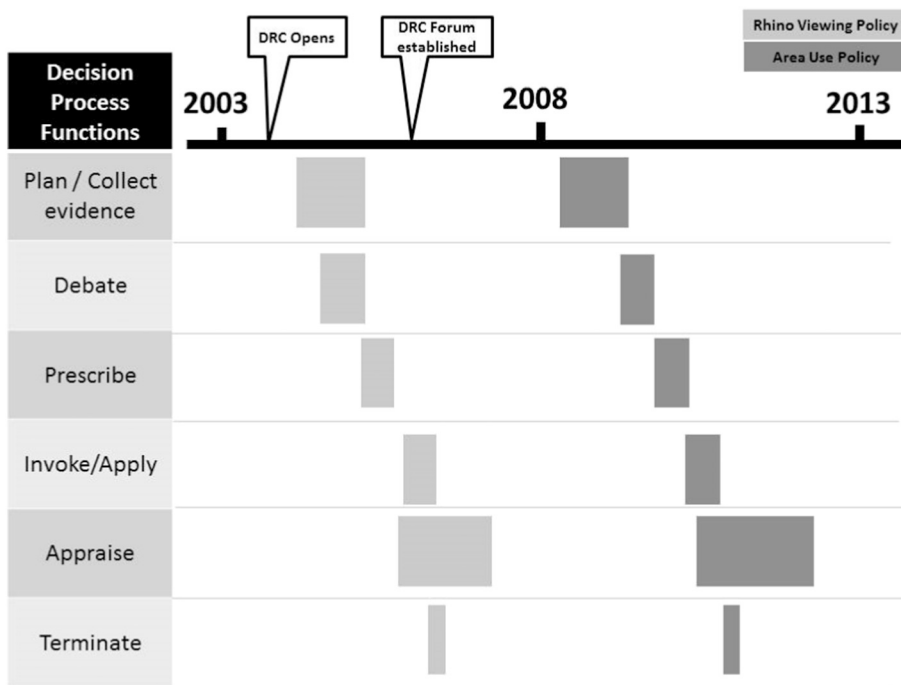 DRC Opens
DRC Forum
established
Rhino Viewing Policy
Area Use Policy
Decision
Process
Functions
2003
2008
2013
Plan / Collect
evidence
Debate
Prescribe
Invoke/Apply
Appraise
Terminate